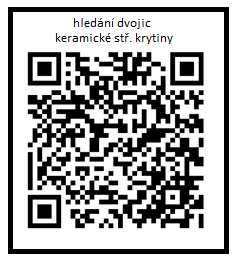 hledání dvojic
keramické stř. krytiny